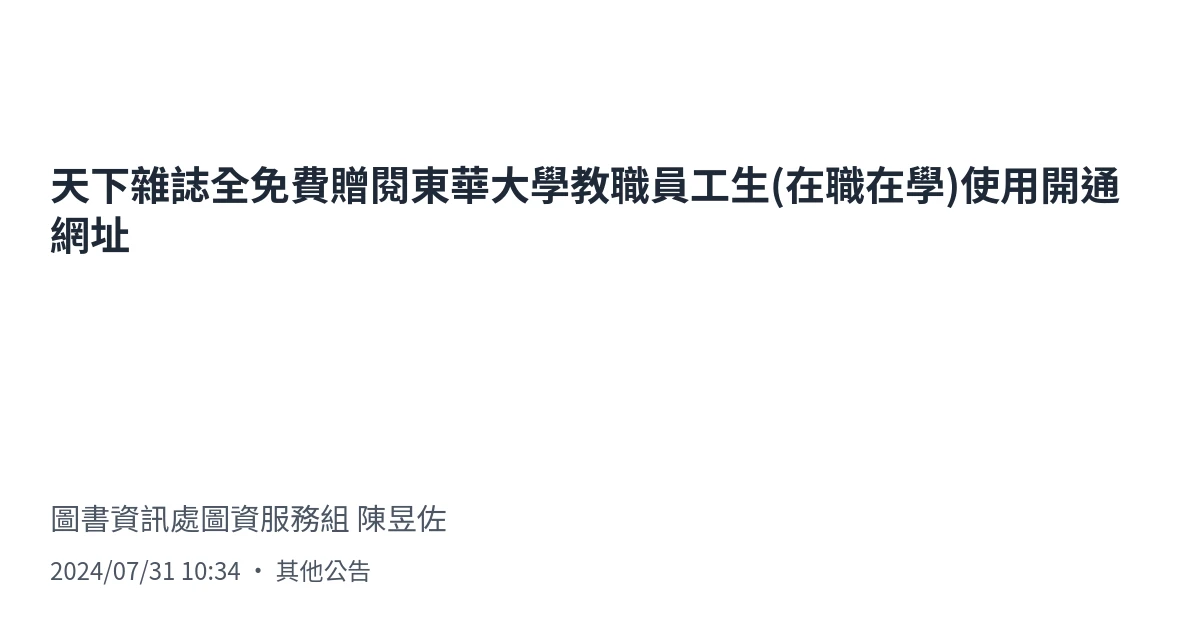 天下雜誌全免費贈閱東華大學教職員工生(在職在學)使用開通
網址
圖書資訊處圖資服務組 陳昱佐
2024/07/31 10:34 • 其他公告